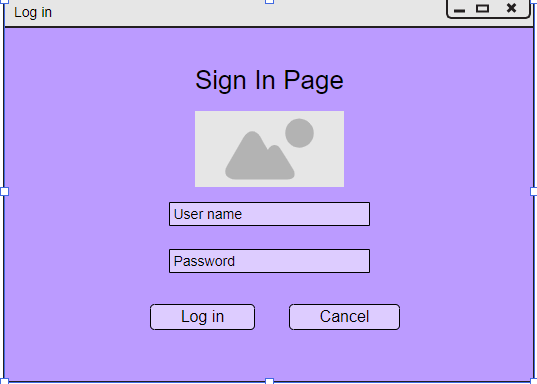 Log in
Sign In Page
User name
Password
Log in Cancel